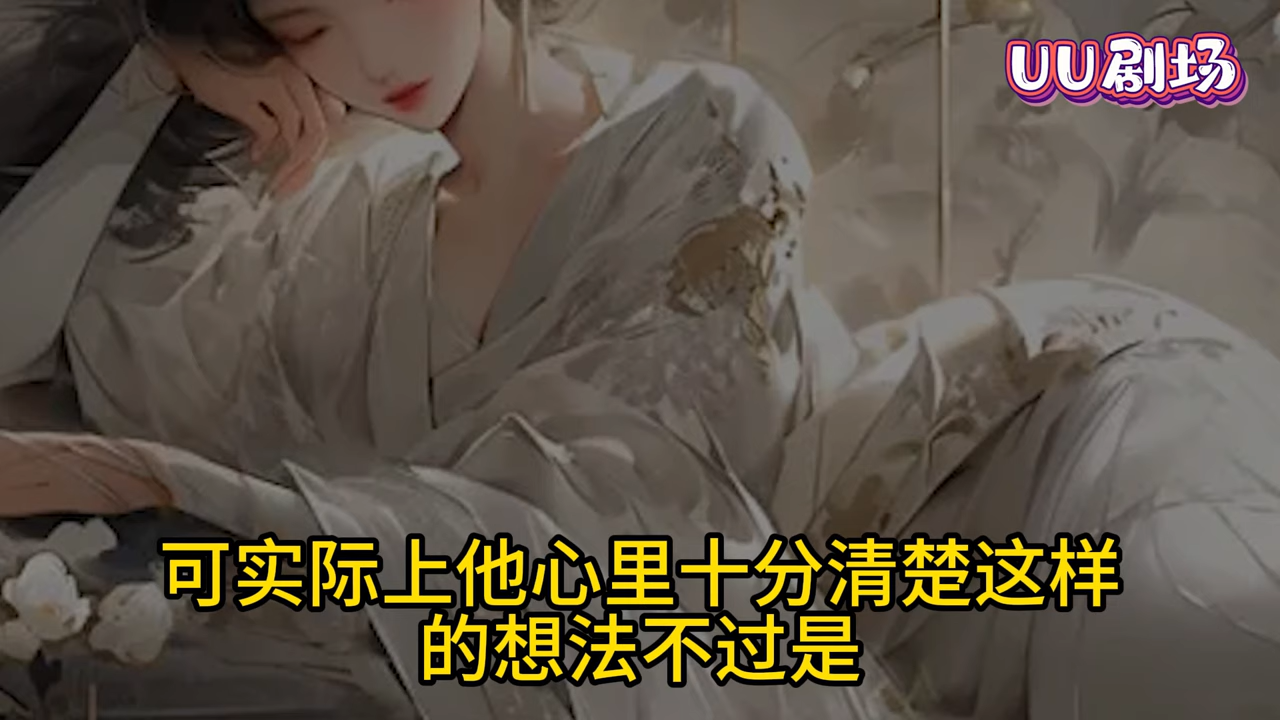 UU剧场
可实际上他心里十分清楚这样
的想法不过是